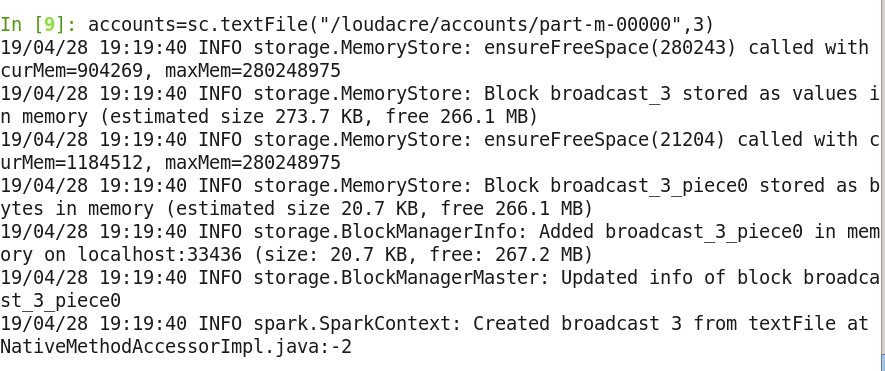 In [9]: accounts=sc.textFile("/loudacre/accounts/part-m-00000",3)
19/04/28 19:19:40 INFO storage.MemoryStore: ensureFreeSpace(280243) called with
curMem=904269, maxMem=280248975
19/04/28 19:19:40 INFO storage.MemoryStore: Block broadcast_3 stored as values i
n memory (estimated size 273.7 KB, free 266.1 MB)
19/04/28 19:19:40 INFO storage.MemoryStore: ensureFreeSpace(21204) called with c
urMem=1184512, maxMem=280248975
19/04/28 19:19:40 INFO storage.MemoryStore: Block broadcast_3_piece0 stored as b
ytes in memory (estimated size 20.7 KB, free 266.1 MB)
19/04/28 19:19:40 INFO storage.BlockManagerInfo: Added broadcast_3_piece0 in mem
ory on localhost:33436 (size: 20.7 KB, free: 267.2 MB)
19/04/28 19:19:40 INFO storage.BlockManagerMaster: Updated info of block broadca
st_3_piece0
19/04/28 19:19:40 INFO spark.SparkContext: Created broadcast 3 from textFile at
NativeMethodAccessorImpl.java:-2